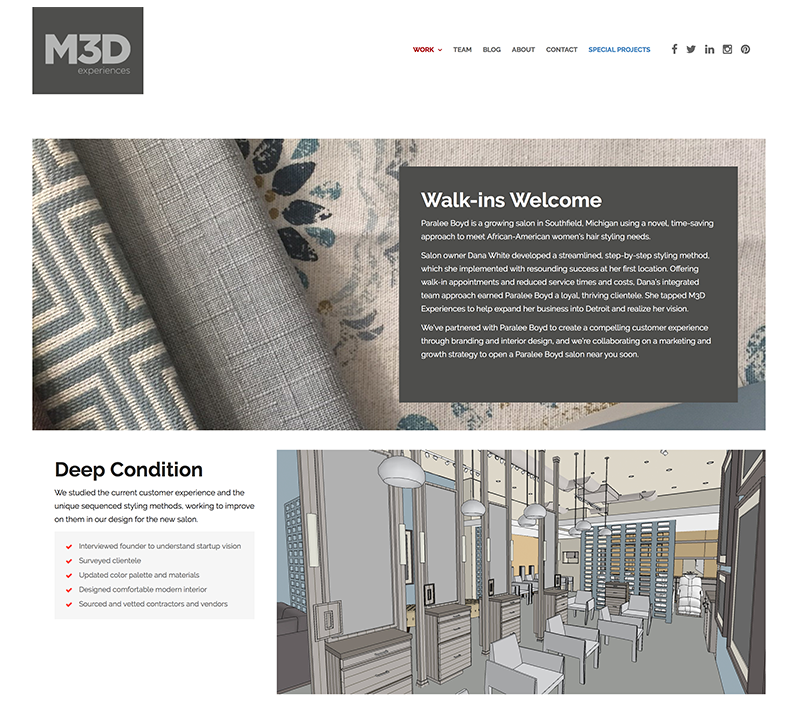 M3D
experiences
WORK TEAM BLOG ABOUT CONTACT SPECIAL PROJECTS
Walk-ins Welcome
Paralee Boyd is a growing salon in Southfield, Michigan using a novel, time-saving
approach to meet African-American women's hair styling needs.
Salon owner Dana White developed a streamlined, step-by-step styling method,
which she implemented with resounding success at her first location. Offering
walk-in appointments and reduced service times and costs, Dana's integrated
team approach earned Paralee Boyd a loyal, thriving clientele. She tapped M3D
Experiences to help expand her business into Detroit and realize her vision.
We've partnered with Paralee Boyd to create a compelling customer experience
through branding and interior design, and we're collaborating on a marketing and
growth strategy to open a Paralee Boyd salon near you soon.
Deep Condition
We studied the current customer experience and the
unique sequenced styling methods, working to improve
on them in our design for the new salon.
Interviewed founder to understand startup vision
Surveyed clientele
Updated color palette and materials
Designed comfortable modern interior
Sourced and vetted contractors and vendors